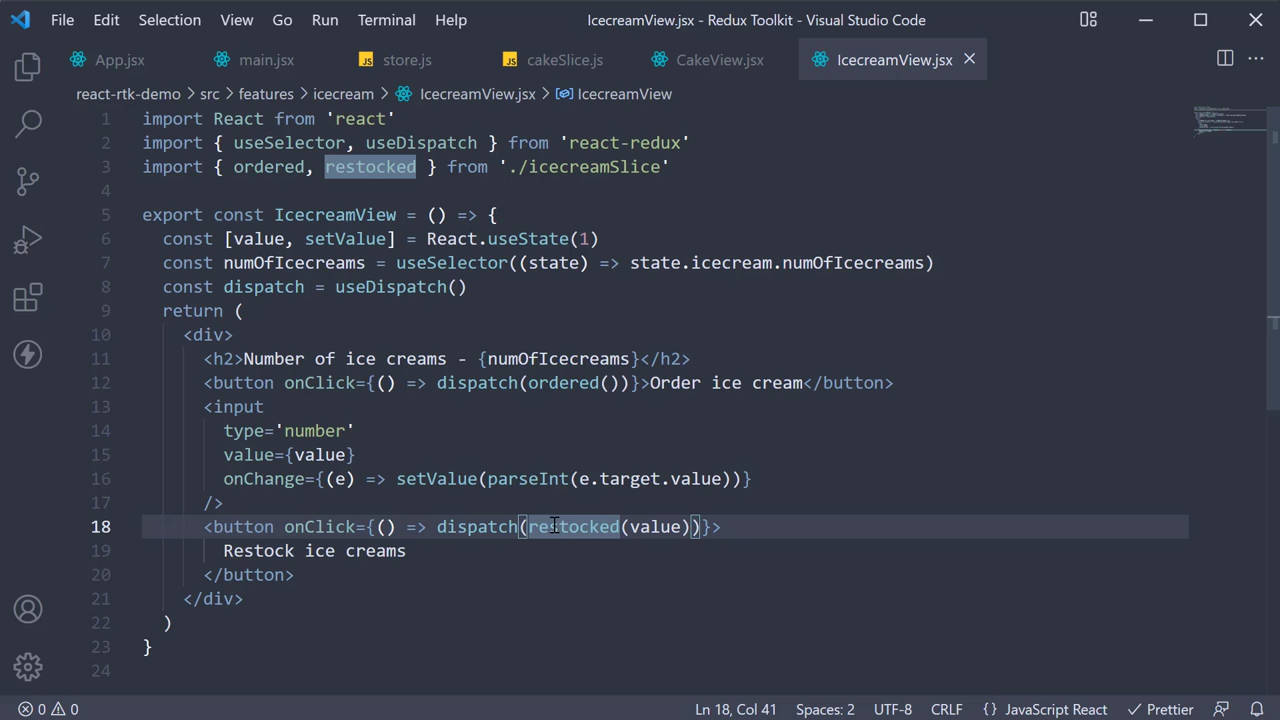 File Edit Selection View Go Run Terminal Help IcecreamView.jsx - Redux Toolkit - Visual Studio Code
App.jsx main.jsx JS store.js JS cakeSlice.js CakeView.jsx IcecreamView.jsx
react-rtk-demo > src > features > icecream > IcecreamView.jsx > IcecreamView
1 import React from 'react'
2 import { useSelector, useDispatch } from 'react-redux'
3 import { ordered, restocked } from './icecreamSlice'
4
5 export const IcecreamView = () => {
6 const [value, setValue] = React.useState(1)
7 const numOfIcecreams = useSelector((state) => state.icecream.numOfIcecreams)
8 const dispatch = useDispatch()
9 return (
10 <div>
11 <h2>Number of ice creams - {numOfIcecreams}</h2>
12 <button onClick={() => dispatch(ordered())}>Order ice cream</button>
13 <input
14 type='number'
15 value={value}
16 onChange={(e) => setValue(parseInt(e.target.value))}
17 />
18 <button onClick={() => dispatch(restocked(value))}>
19 Restock ice creams
20 </button>
21 </div>
22 )
23 }
24
0 0 Ln 18, Col 41 Spaces: 2 UTF-8 CRLF {} JavaScript React Prettier